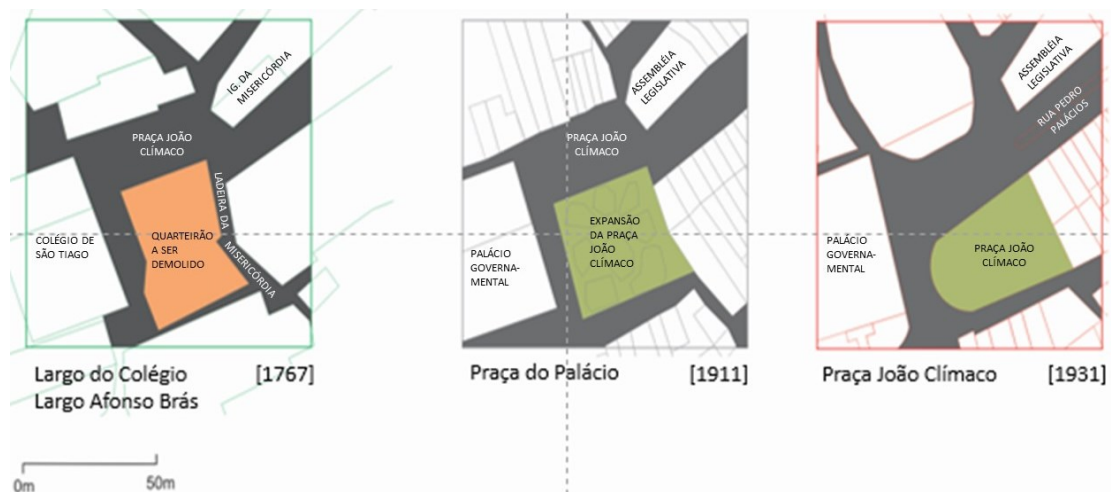 IG. DA
MISERICÓRDIA
PRAÇA JOÃO
CLÍMACO
LADEIRA DA
MISERICÓRDIA
COLÉGIO DE
SÃO TIAGO
QUARTEIRÃO
A SER
DEMOLIDO
Largo do Colégio [1767]
Largo Afonso Brás
0m 50m
ASSEMBLÉIA
LEGISLATIVA
PRAÇA JOÃO
CLÍMACO
EXPANSÃO
DA PRAÇA
JOÃO
CLÍMACO
PALÁCIO
GOVERNA-
MENTAL
Praça do Palácio [1911]
ASSEMBLÉIA
LEGISLATIVA
RUA PEDRO
PALÁCIOS
PALÁCIO
GOVERNA-
MENTAL
PRAÇA JOÃO
CLÍMACO
Praça João Clímaco [1931]